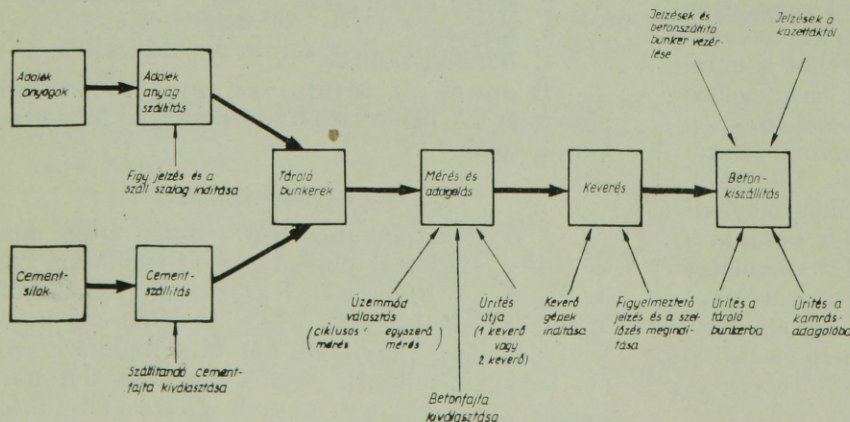 Jelzések és
betonszállító
bunker vezér-
lése
Jelzések a
kazettáktól
Adalék
anyagok
Adalék
anyag
szállítás
Figy. jelzés és a
száll szalag indítása
Tároló
bunkerek
Mérés és
adagolás
Keverés
Beton-
kiszállítás
Cement-
silók
Cement-
szállítás
Szállítandó cement-
fajta kiválasztása
Üzemmód
választás
(ciklusos egyszerű)
mérés mérés
Betonfajta
kiválasztása
Ürítés
útja
(1 keverő
vagy
2 keverő)
Keverő
gépek
indítása
Figyelmeztető
jelzés és a szel-
lőzés megindí-
tása
Ürítés a
tároló
bunkerba
Ürítés a
kamrás-
adagolóba